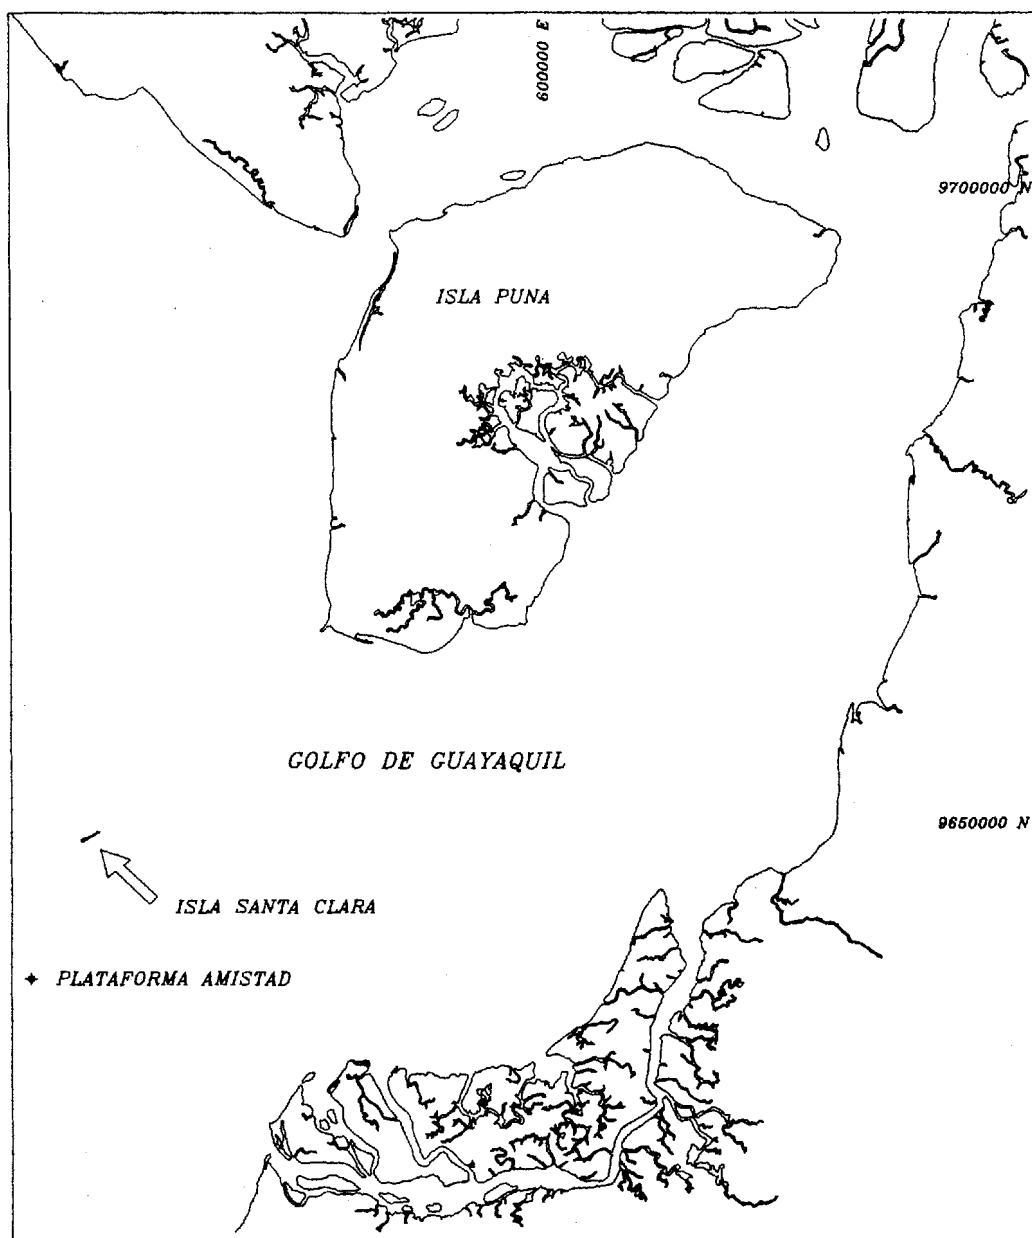 600000 E
9700000 N
ISLA PUNA
GOLFO DE GUAYAQUIL
9650000 N
ISLA SANTA CLARA
PLATAFORMA AMISTAD